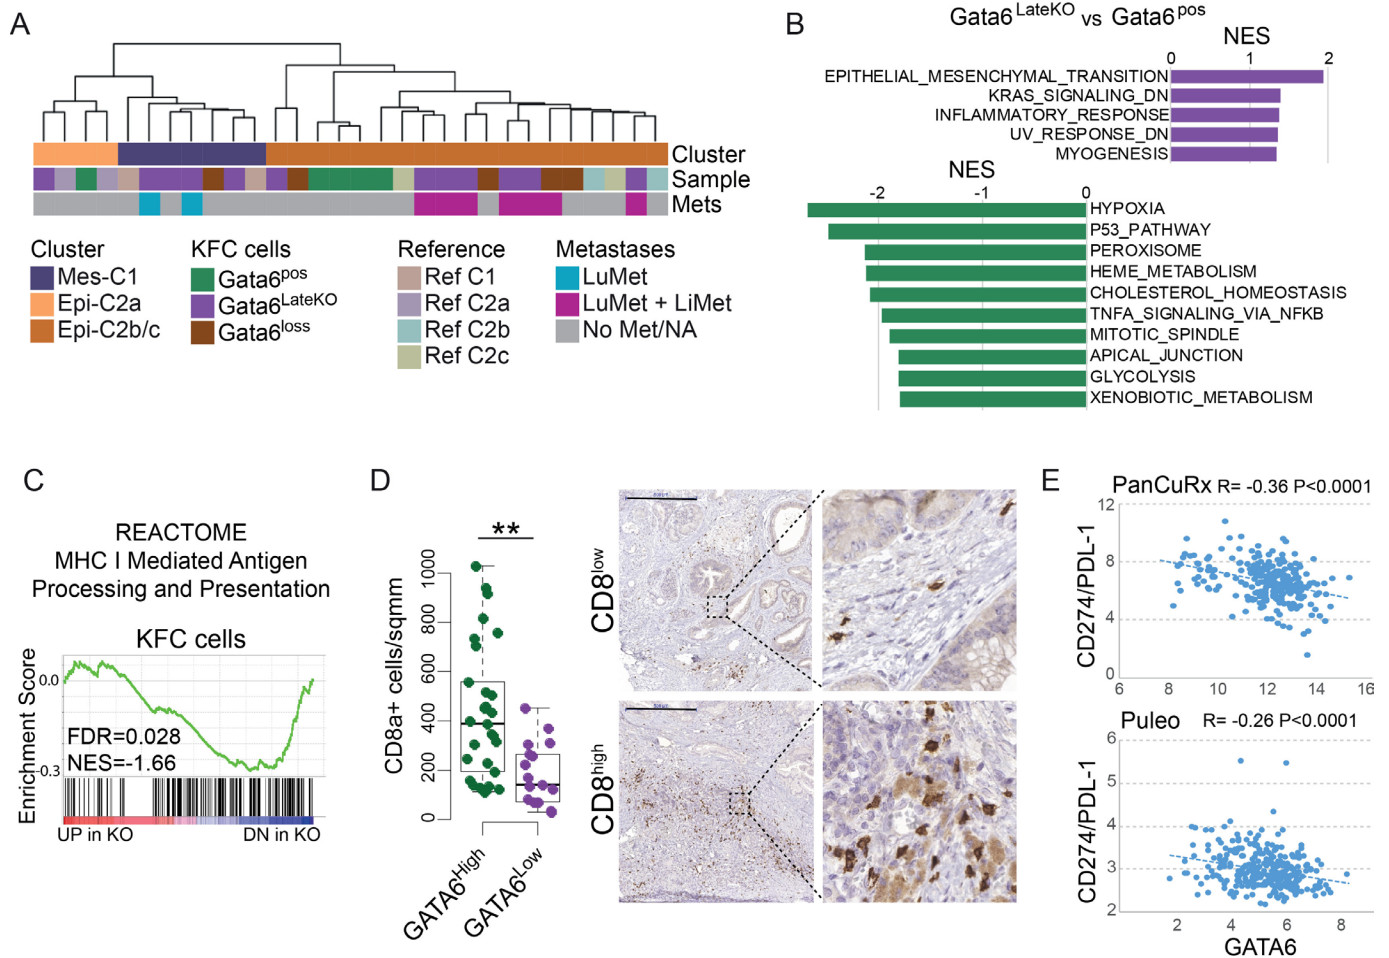 A
Cluster
Sample
Mets
Cluster
Mes-C1
Epi-C2a
Epi-C2b/c
KFC cells
Gata6pos
Gata6LateKO
Gata6loss
Reference
Ref C1
Ref C2a
Ref C2b
Ref C2c
Metastases
LuMet
LuMet + LiMet
No Met/NA
B
Gata6 LateKO vs Gata6pos
NES
0 1 2
EPITHELIAL_MESENCHYMAL_TRANSITION
KRAS_SIGNALING_DN
INFLAMMATORY_RESPONSE
UV_RESPONSE_DN
MYOGENESIS
NES
-2 -1 0
HYPOXIA
P53_PATHWAY
PEROXISOME
HEME_METABOLISM
CHOLESTEROL_HOMEOSTASIS
TNFA_SIGNALING_VIA_NFKB
MITOTIC_SPINDLE
APICAL_JUNCTION
GLYCOLYSIS
XENOBIOTIC_METABOLISM
C
REACTOME
MHC I Mediated Antigen
Processing and Presentation
KFC cells
Enrichment Score
0.0
-0.3
FDR=0.028
NES=-1.66
UP in KO DN in KO
D
**
CD8a+ cells/sqmm
1000
800
600
400
200
0
GATA6High
GATA6Low
CD8low
CD8high
E
PanCuRx R= -0.36 P<0.0001
CD274/PDL-1
12
8
4
0
6 8 10 12 14 16
Puleo R= -0.26 P<0.0001
CD274/PDL-1
6
5
4
3
2
2 4 6 8
GATA6